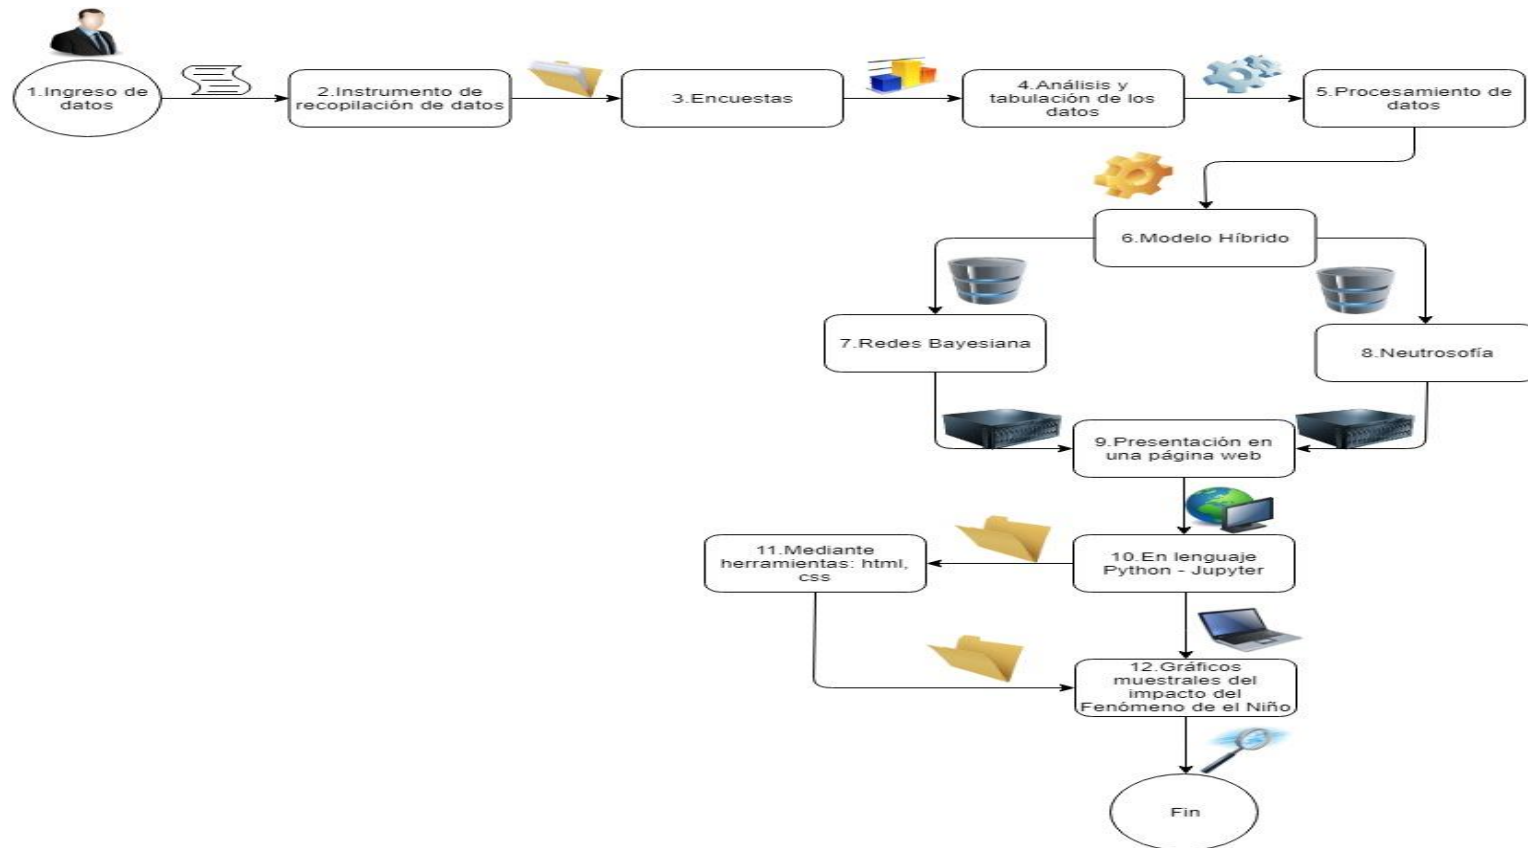 1.Ingreso de
datos
2.Instrumento de
recopilación de datos
3.Encuestas
4.Análisis y
tabulación de los
datos
5.Procesamiento de
datos
6.Modelo Híbrido
7.Redes Bayesiana
8.Neutrosofía
9.Presentación en
una página web
10.En lenguaje
Python - Jupyter
11.Mediante
herramientas: html,
css
12.Gráficos
muestrales del
impacto del
Fenómeno de el Niño
Fin